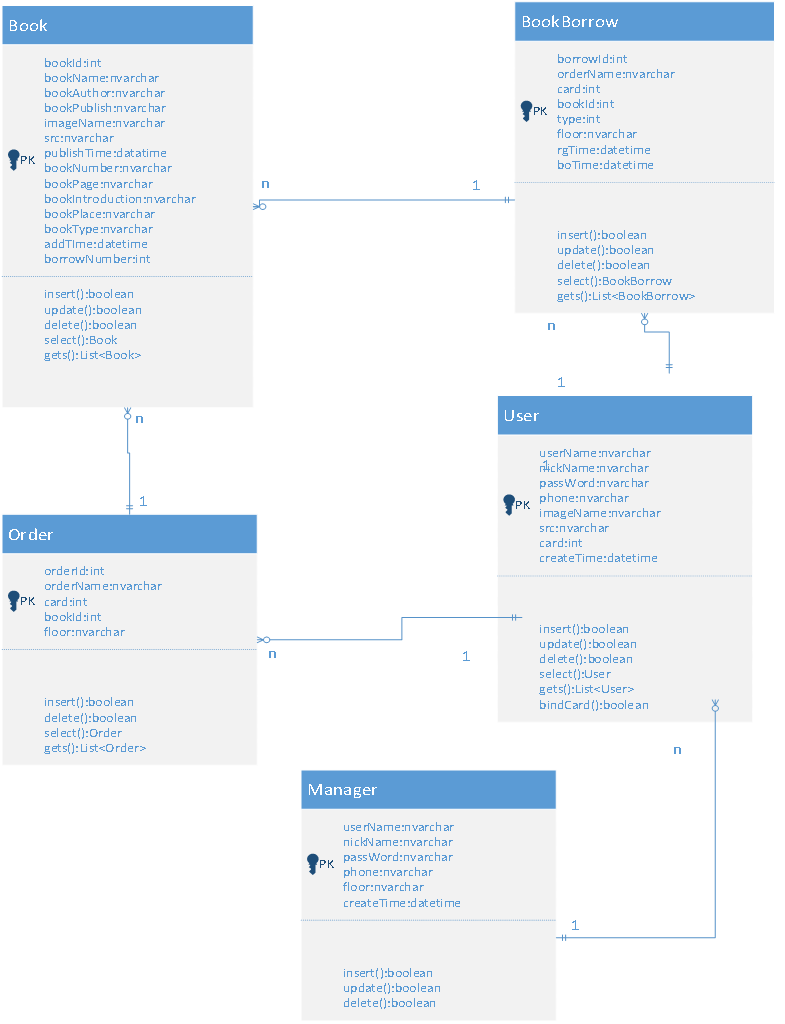 Book
bookId:int
bookName:nvarchar
bookAuthor:nvarchar
bookPublish:nvarchar
imageName:nvarchar
src:nvarchar
publishTime:datatime
PK
bookNumber:nvarchar
bookPage:nvarchar
bookIntroduction:nvarchar
bookPlace:nvarchar
bookType:nvarchar
addTime:datetime
borrowNumber:int
insert():boolean
update():boolean
delete():boolean
select():Book
gets():List<Book>
n
1
BookBorrow
borrowId:int
orderName:nvarchar
card:int
bookId:int
PK
type:int
floor:nvarchar
rgTime:datetime
boTime:datetime
insert():boolean
update():boolean
delete():boolean
select():BookBorrow
gets():List<BookBorrow>
n
1
n
1
User
userName:nvarchar
1
nickName:nvarchar
passWord:nvarchar
phone:nvarchar
PK
imageName:nvarchar
src:nvarchar
card:int
createTime:datetime
insert():boolean
update():boolean
delete():boolean
select():User
gets():List<User>
bindCard():boolean
Order
orderId:int
orderName:nvarchar
card:int
PK
bookId:int
floor:nvarchar
insert():boolean
delete():boolean
select():Order
gets():List<Order>
n
1
n
Manager
userName:nvarchar
nickName:nvarchar
passWord:nvarchar
PK
phone:nvarchar
floor:nvarchar
createTime:datetime
1
insert():boolean
update():boolean
delete():boolean